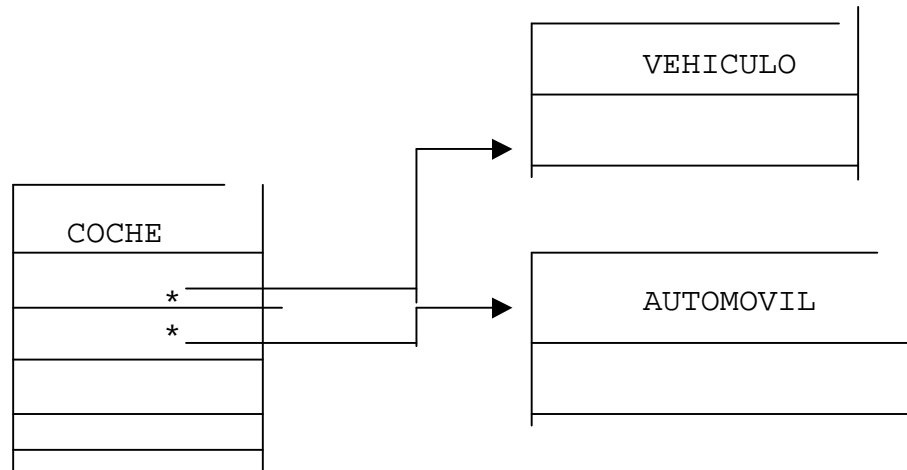 VEHICULO
COCHE
*
*
AUTOMOVIL